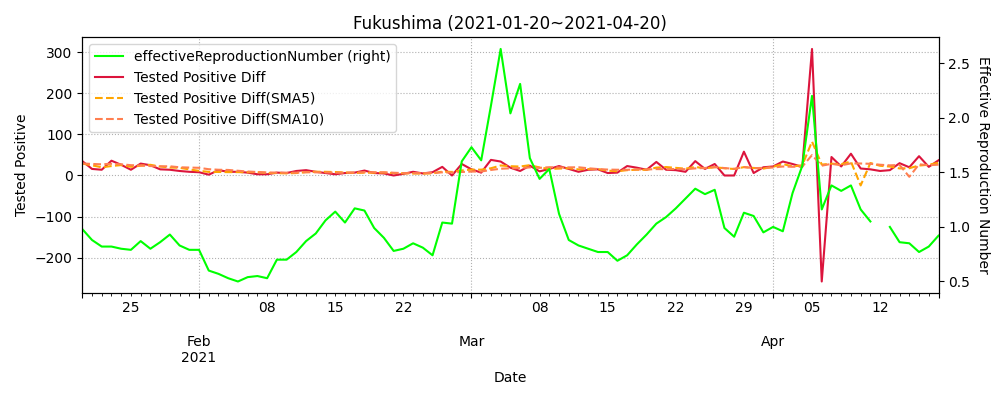 Fukushima (2021-01-20~2021-04-20)
effectiveReproductionNumber (right)
Tested Positive Diff
Tested Positive Diff(SMA5)
Tested Positive Diff(SMA10)
Tested Positive
300
200
100
0
−100
−200
Effective Reproduction Number
2.5
2.0
1.5
1.0
0.5
25 08 15 22 08 15 22 29 05 12
Feb Mar Apr
2021
Date